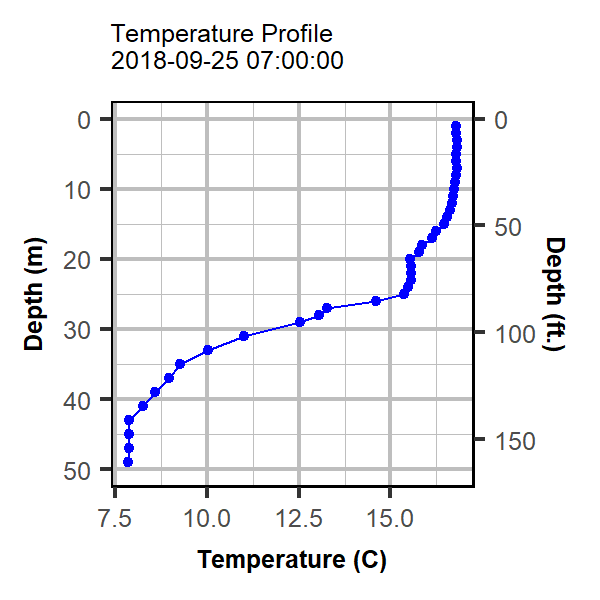 Temperature Profile
2018-09-25 07:00:00
0
10
20
30
40
50
Depth (m)
0
50
100
150
Depth (ft.)
7.5 10.0 12.5 15.0
Temperature (C)